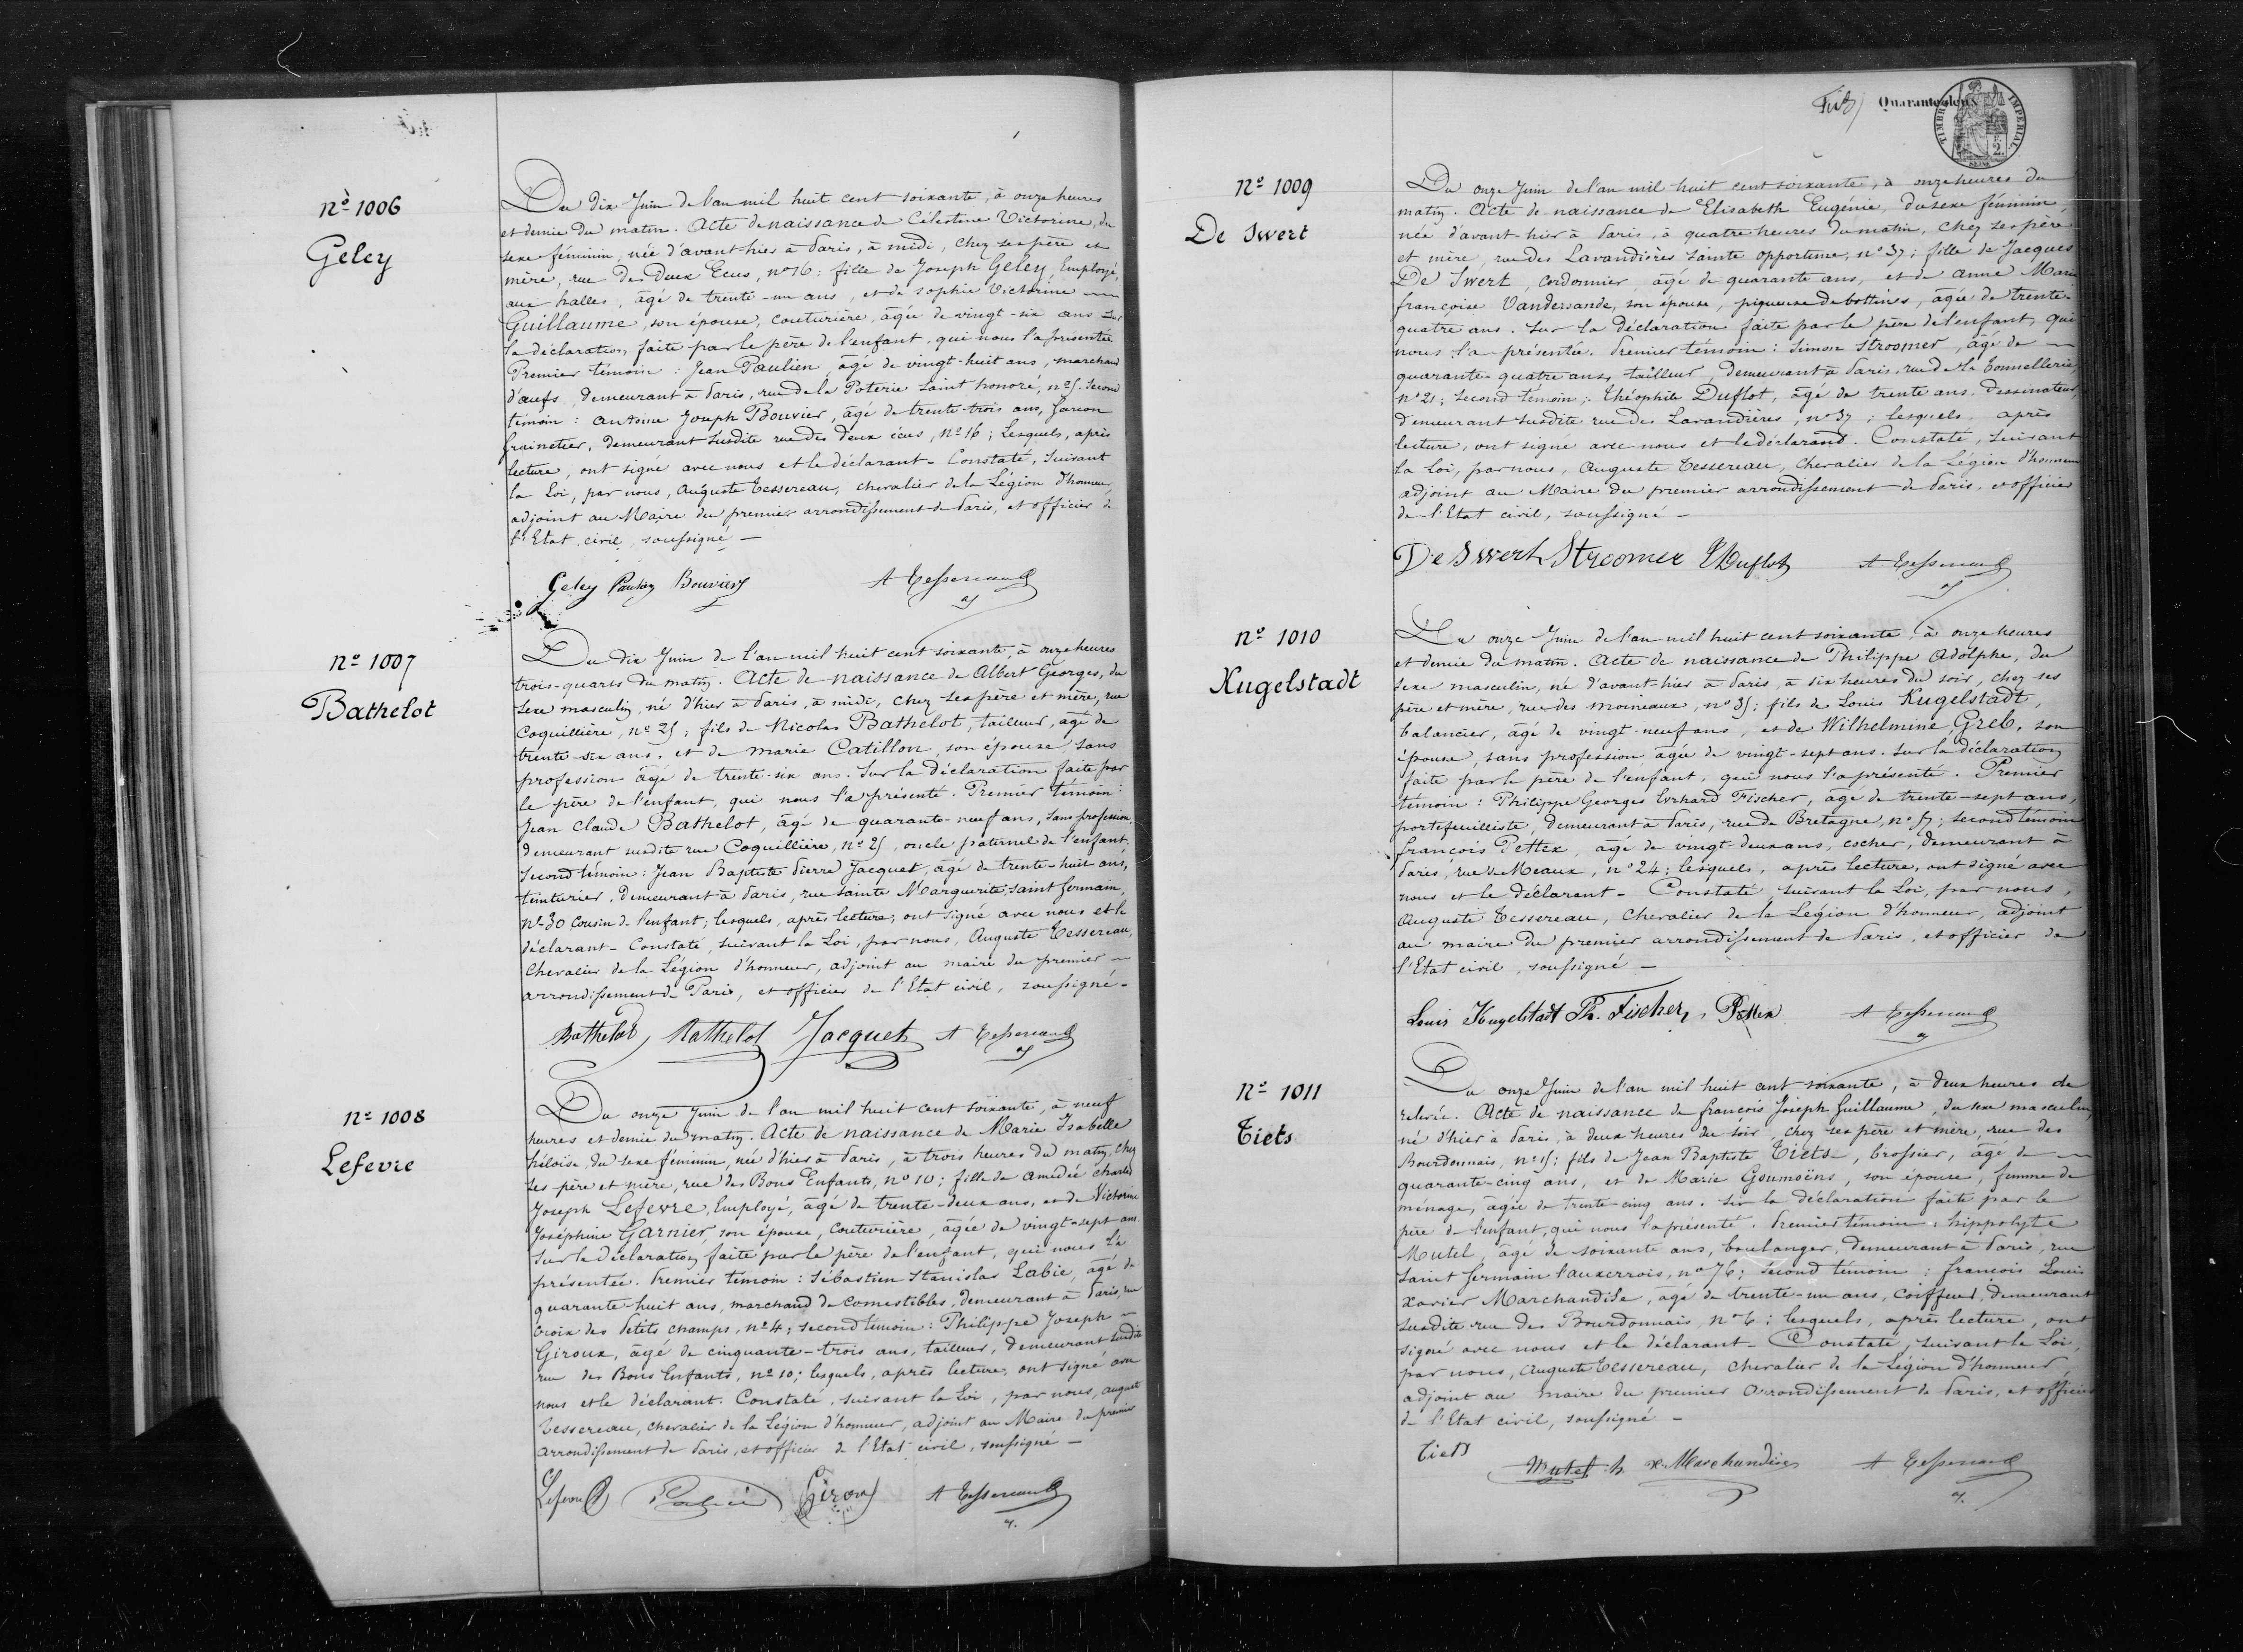 nº 1006
Geley
Du dix Juin de l'an mil huit cent soixante, à onze heures
et demie du matin. Acte de naissance de Célestine Victorine, du
sexe féminin, née d'avant-hier à Paris, à midi, chez ses père et
mère, rue des Deux Ecus, nº 16; fille de Joseph Geley, Employé
aux halles, âgé de trente-un ans, et de Sophie Victorine
Guillaume, son épouse, couturière, âgée de vingt-six ans Sur
la déclaration, faite par le père de l'enfant, qui nous l'a présentée
Premier témoin : Jean Paulien, âgé de vingt-huit ans, marchand
d'œufs, demeurant à Paris, rue de la Poterie Saint honoré, nº 5. Second
témoin : antoine Joseph Bouvier, âgé de trente-trois ans, Garçon
grainetier, demeurant susdite rue des deux écus, Nº 16; Lesquels, après
lecture, ont signé avec nous et le déclarant - Constaté, Suivant
la Loi, par nous, Auguste Tessereau, chevalier de la Légion d'honneur,
adjoint au Maire du premier arrondissement de Paris, et officier de
l'Etat civil, soussigné -
Geley Paulien Bouvier A Tessereau
nº 1007
Bathelot
Du dix Juin de l'an mil huit cent soixante, à onze heures
trois-quarts du matin. Acte de naissance de Albert Georges, du
sexe masculin, né d'hier à Paris, à midi, chez ses père et mère, rue
Coquillière, nº 25; fils de Nicolas Bathelot, tailleur, âgé de
trente-six ans, et de marie Catillon, son épouse, sans
profession âgé de trente-six ans. Sur la déclaration faite par
le père de l'enfant, qui nous l'a présenté. Premier témoin :
Jean Claude Bathelot, âgé de quarante-neuf ans, sans profession,
demeurant susdite rue Coquillière, nº 25, oncle paternel de l'enfant.
Second témoin : Jean Baptiste Pierre Jacquet, âgé de trente-huit ans,
teinturier, demeurant à Paris, rue Sainte Marguerite Saint Germain,
Nº 30 Cousin de l'enfant; lesquels, après lecture, ont signé avec nous et le
déclarant - Constaté, suivant la Loi, par nous, Auguste Tessereau,
Chevalier de la Légion d'honneur, adjoint au maire du premier
arrondissement de Paris, et officier de l'Etat civil, soussigné -
Bathelot Bathelot Jacquet A Tessereau
nº 1008
Lefevre
Du onze Juin de l'an mil huit cent soixante, à neuf
heures et demie du matin. Acte de naissance de Marie Isabelle
héloïse, du sexe féminin, née d'hier à Paris, à trois heures du matin, chez
ses père et mère, rue des Bons Enfants, nº 10; fille de Amédée Charles
Joseph Lefevre, Employé, âgé de trente-deux ans, et de Victorine
Joséphine Garnier, son épouse, Couturière, âgée de vingt-sept ans
Sur la déclaration faite par le père de l'enfant, qui nous l'a
présentée. Premier témoin : Sébastien Stanislas Labie, âgé de
quarante-huit ans, marchand de Comestibles, demeurant à Paris, rue
Croix des Petits champs, nº 4; second témoin : Philippe Joseph
Giroux, âgé de cinquante-trois ans, tailleur, demeurant susdite
rue des Bons Enfants, nº 10; lesquels, après lecture, ont signé avec
nous et le déclarant. Constaté, suivant la Loi, par nous, auguste
Tessereau, chevalier de la Légion d'honneur, adjoint au Maire du premier
arrondissement de Paris, et officier de l'Etat civil, soussigné -
Lefevre Labie Giroux A Tessereau
Quarante-deux
TIMBRE IMPERIAL
SEINE
2.
nº 1009
De Swert
Du onze Juin de l'an mil huit cent soixante, à onze heures du
matin. Acte de naissance de Elisabeth Eugénie, du sexe féminin,
née d'avant-hier à Paris, à quatre heures du matin, chez ses père
et mère, rue des Lavandières Sainte opportune, nº 37; fille de Jacques
De Swert, cordonnier, âgé de quarante ans, et de anne Marie
françoise Vandersande, son épouse, piqueuse de bottines, âgée de trente-
quatre ans. Sur la déclaration faite par le père de l'enfant, qui
nous l'a présentée. Premier témoin : Simon Stroomer, âgé de
quarante-quatre ans, tailleur, demeurant à Paris, rue de la Tonnellerie,
nº 21; second témoin; Théophile Duflot, âgé de trente ans, dessinateur,
demeurant susdite rue des Lavandières, nº 37; lesquels, après
lecture, ont signé avec nous et le déclarant. Constaté, suivant
la Loi, par nous, Auguste Tessereau, Chevalier de la Légion d'honneur
adjoint au Maire du premier arrondissement de Paris, et officier
de l'Etat civil, soussigné -
De Swert Stroomer Duflot A Tessereau
nº 1010
Kugelstadt
Du onze Juin de l'an mil huit cent soixante, à onze heures
et demie du matin. Acte de naissance de Philippe Adolphe, du
sexe masculin, né d'avant-hier à Paris, à six heures du soir, chez ses
père et mère, rue des moineaux, nº 35; fils de Louis Kugelstadt,
balancier, âgé de vingt-neuf ans, et de Wilhelmine Greb, son
épouse, sans profession âgée de vingt-sept ans. Sur la déclaration
faite par le père de l'enfant, qui nous l'a présenté. Premier
témoin : Philippe Georges Evrhard Fischer, âgé de trente-sept ans,
portefeuilliste, demeurant à Paris, rue de Bretagne, nº 57; second témoin
françois Pettex, âgé de vingt-deux ans, cocher, demeurant à
Paris, rue de Meaux, nº 24; lesquels, après lecture, ont signé avec
nous et le déclarant - Constaté, suivant la Loi, par nous,
Auguste Tessereau, Chevalier de la Légion d'honneur, adjoint
au maire du premier arrondissement de Paris, et officier de
l'Etat civil, soussigné -
Louis Kugelstadt Ph. Fischer, Pettex A Tessereau
Nº 1011
Tiets
Du onze Juin de l'an mil huit cent soixante, à deux heures de
relevée. Acte de naissance de françois Joseph Guillaume, du sexe masculin,
né d'hier à Paris, à deux heures du soir, chez ses père et mère, rue des
Bourdonnais, nº 5; fils de Jean Baptiste Tiets, brossier, âgé de
quarante-cinq ans, et de Marie Goumoëns, son épouse, femme de
ménage, âgée de trente-cinq ans. Sur la déclaration faite par le
père de l'enfant, qui nous l'a présenté. Premier témoin : hippolyte
Mutel, âgé de soixante ans, boulanger, demeurant à Paris, rue
Saint Germain l'auxerrois, nº 76; second témoin : françois Louis
Xavier Marchandise, âgé de trente-un ans, Coiffeur, demeurant
susdite rue des Bourdonnais, nº 6; lesquels, après lecture, ont
signé avec nous et le déclarant - Constaté, suivant la Loi,
par nous, Auguste Tessereau, Chevalier de la Légion d'honneur
adjoint au maire du premier arrondissement de Paris, et officier
de l'Etat civil, soussigné -
Tiets Mutel h x. Marchandise A Tessereau